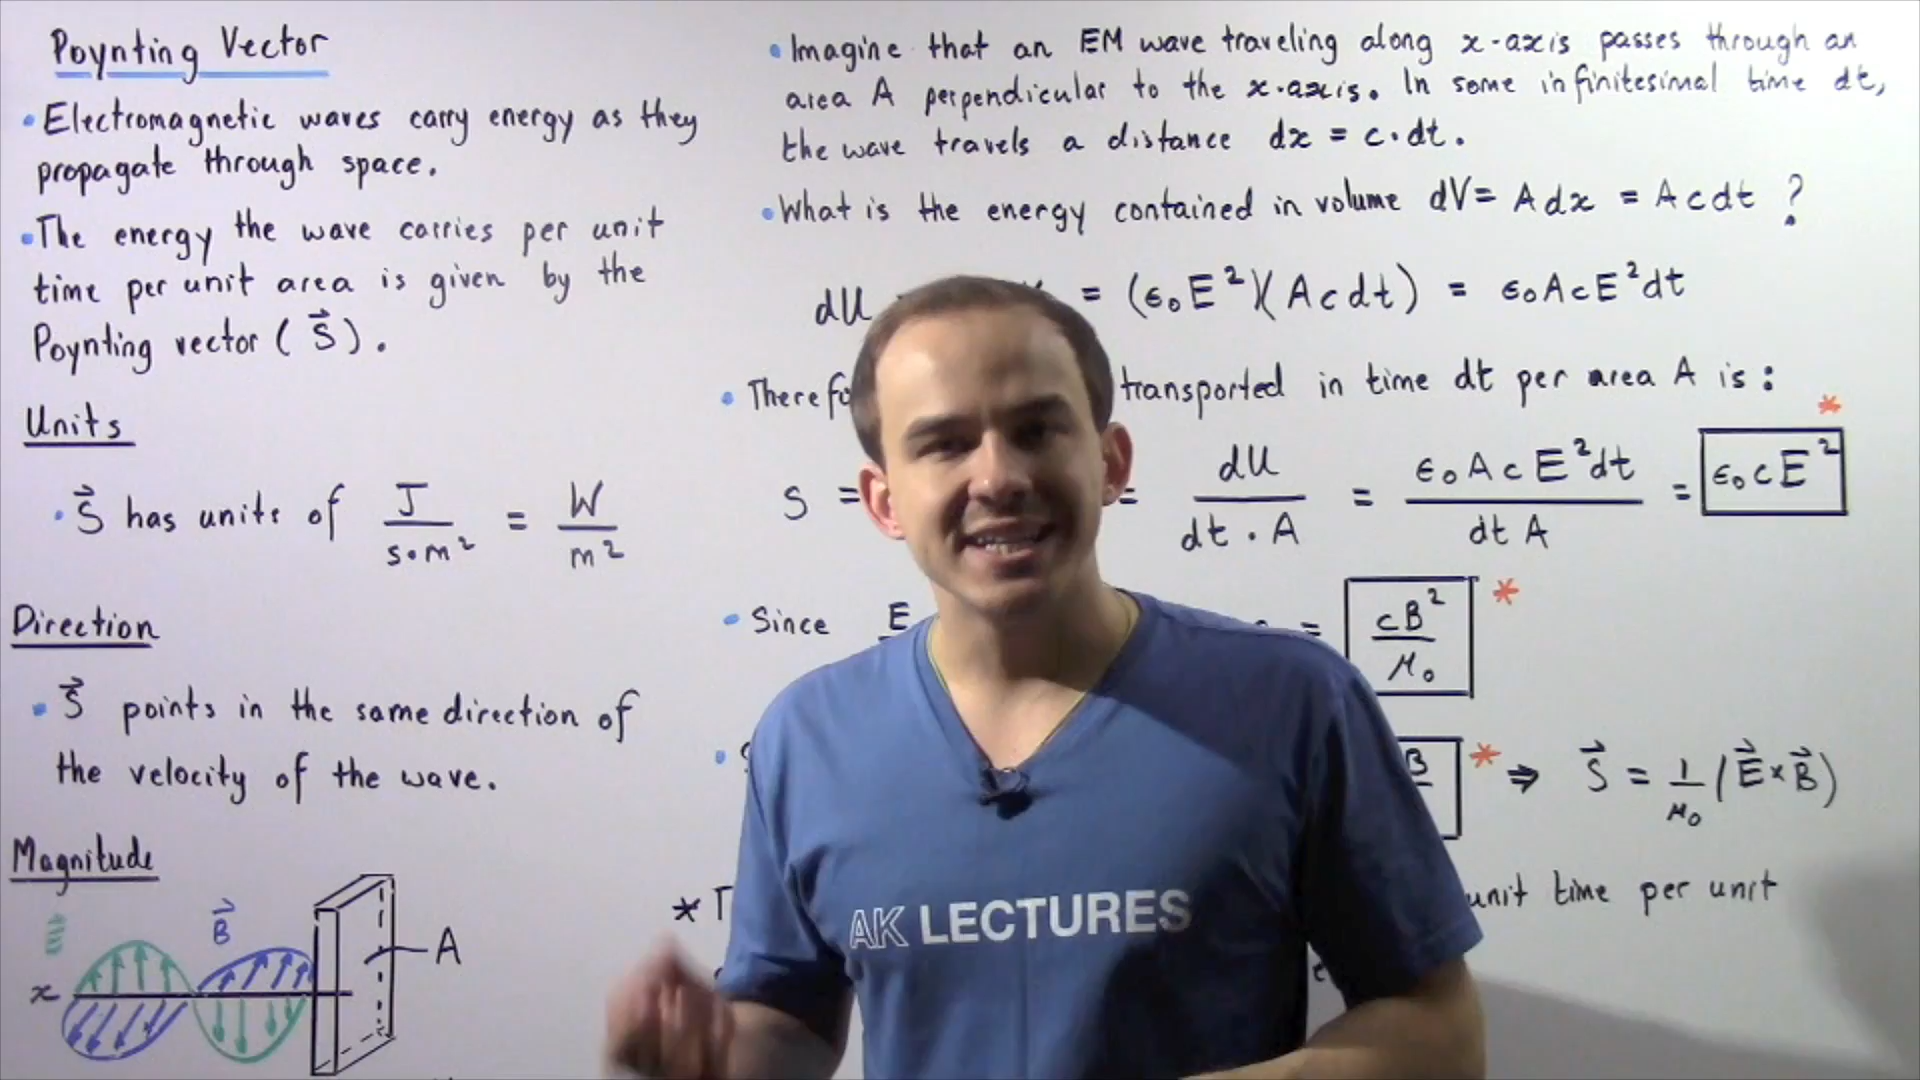 Poynting Vector
• Electromagnetic waves carry energy as they
propagate through space.
• The energy the wave carries per unit
time per unit area is given by the
Poynting vector ( S⃗ ).
Units
• S⃗ has units of J/s·m² = W/m²
Direction
• S⃗ points in the same direction of
the velocity of the wave.
Magnitude
B⃗
A
x
• Imagine that an EM wave traveling along x-axis passes through an
area A perpendicular to the x-axis. In some infinitesimal time dt,
the wave travels a distance dx = c·dt.
• What is the energy contained in volume dV = A dx = A c dt ?
dU = (ϵ₀E²)(A c dt) = ϵ₀AcE²dt
• transported in time dt per area A is:
S = = dU/dt · A = ϵ₀AcE²dt/dt A = ϵ₀cE² *
• Since E = cB²/μ₀ *
B * ⇒ S⃗ = 1/μ₀ (E⃗ × B⃗)
* unit time per unit
AK LECTURES